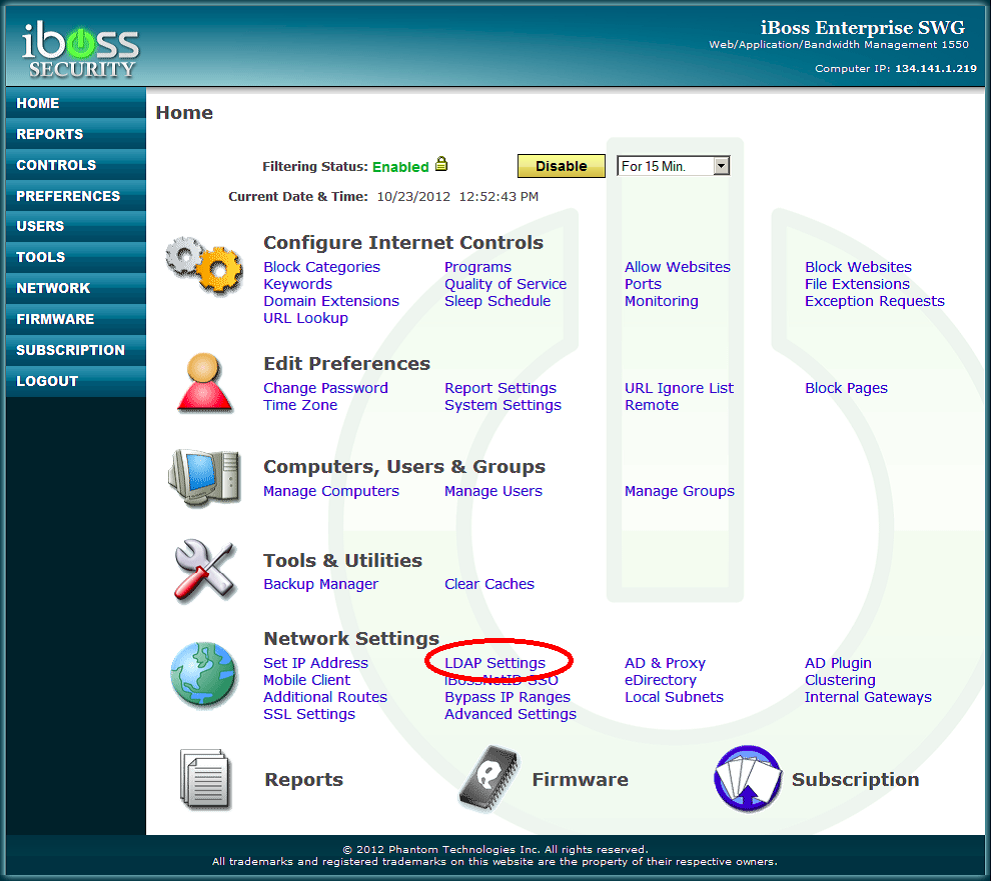 iboss
SECURITY
iBoss Enterprise SWG
Web/Application/Bandwidth Management 1550
Computer IP: 134.141.1.219
HOME
REPORTS
CONTROLS
PREFERENCES
USERS
TOOLS
NETWORK
FIRMWARE
SUBSCRIPTION
LOGOUT
Home
Filtering Status: Enabled Disable For 15 Min.
Current Date & Time: 10/23/2012 12:52:43 PM
Configure Internet Controls
Block Categories Programs Allow Websites Block Websites
Keywords Quality of Service Ports File Extensions
Domain Extensions Sleep Schedule Monitoring Exception Requests
URL Lookup
Edit Preferences
Change Password Report Settings URL Ignore List Block Pages
Time Zone System Settings Remote
Computers, Users & Groups
Manage Computers Manage Users Manage Groups
Tools & Utilities
Backup Manager Clear Caches
Network Settings
Set IP Address LDAP Settings AD & Proxy AD Plugin
Mobile Client iBossNetID SSO eDirectory Clustering
Additional Routes Bypass IP Ranges Local Subnets Internal Gateways
SSL Settings Advanced Settings
Reports Firmware Subscription
© 2012 Phantom Technologies Inc. All rights reserved.
All trademarks and registered trademarks on this website are the property of their respective owners.